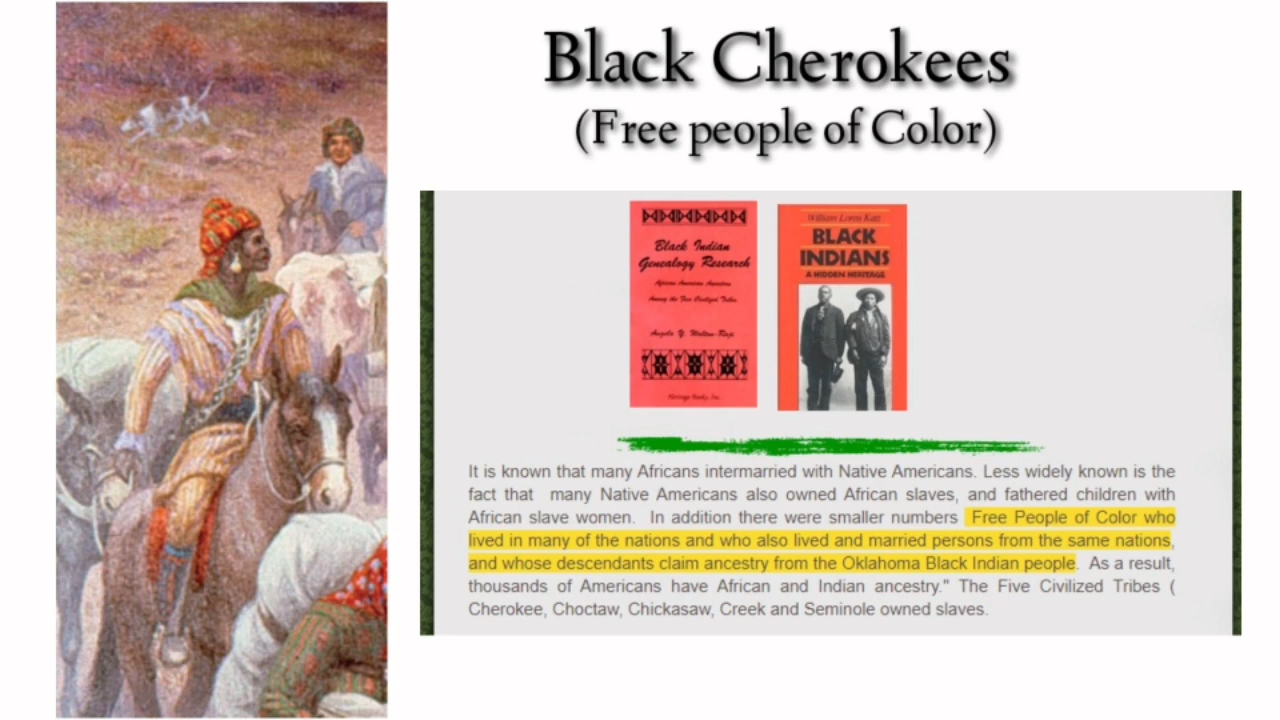 Black Cherokees
(Free people of Color)
Black Indian
Genealogy Research
African American Ancestors
Among the Five Civilized Tribes
Angela Y. Walton-Raji
Heritage Books, Inc.
William Loren Katz
BLACK
INDIANS
A HIDDEN HERITAGE
It is known that many Africans intermarried with Native Americans. Less widely known is the
fact that many Native Americans also owned African slaves, and fathered children with
African slave women. In addition there were smaller numbers Free People of Color who
lived in many of the nations and who also lived and married persons from the same nations,
and whose descendants claim ancestry from the Oklahoma Black Indian people. As a result,
thousands of Americans have African and Indian ancestry." The Five Civilized Tribes (
Cherokee, Choctaw, Chickasaw, Creek and Seminole owned slaves.